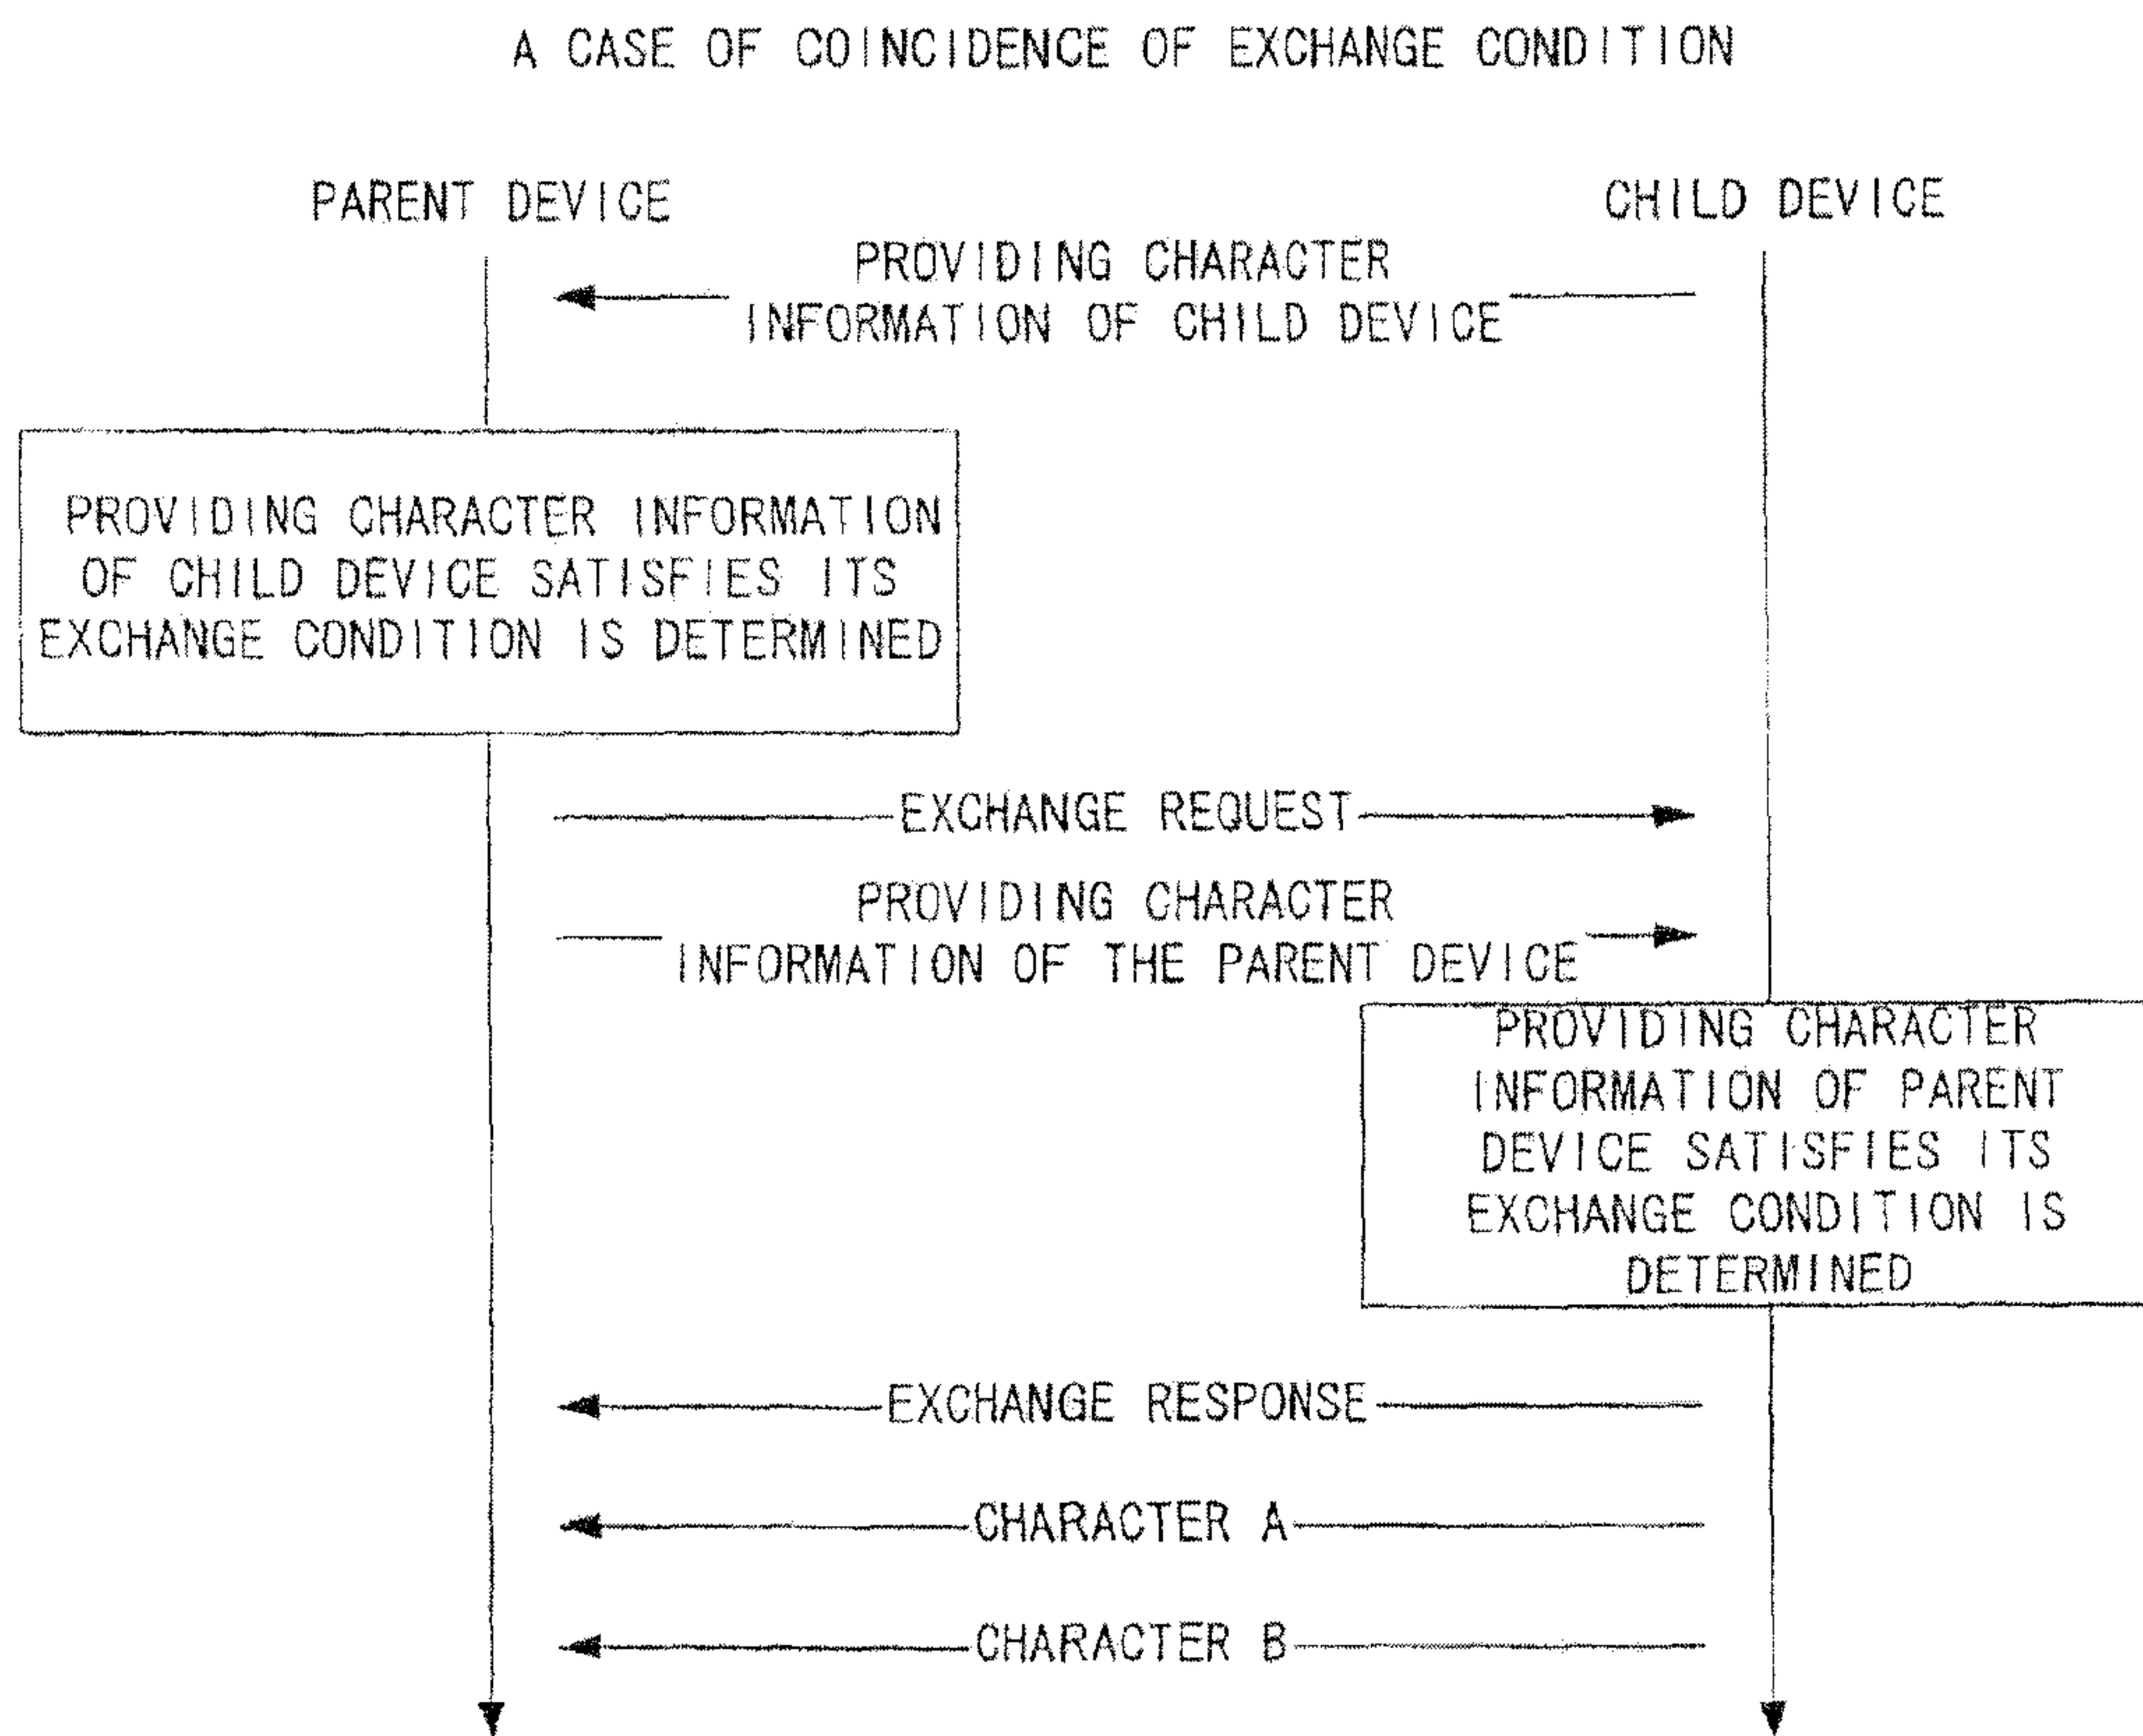 A CASE OF COINCIDENCE OF EXCHANGE CONDITION
PARENT DEVICE
CHILD DEVICE
PROVIDING CHARACTER
INFORMATION OF CHILD DEVICE
PROVIDING CHARACTER INFORMATION
OF CHILD DEVICE SATISFIES ITS
EXCHANGE CONDITION IS DETERMINED
EXCHANGE REQUEST
PROVIDING CHARACTER
INFORMATION OF THE PARENT DEVICE
PROVIDING CHARACTER
INFORMATION OF PARENT
DEVICE SATISFIES ITS
EXCHANGE CONDITION IS
DETERMINED
EXCHANGE RESPONSE
CHARACTER A
CHARACTER B